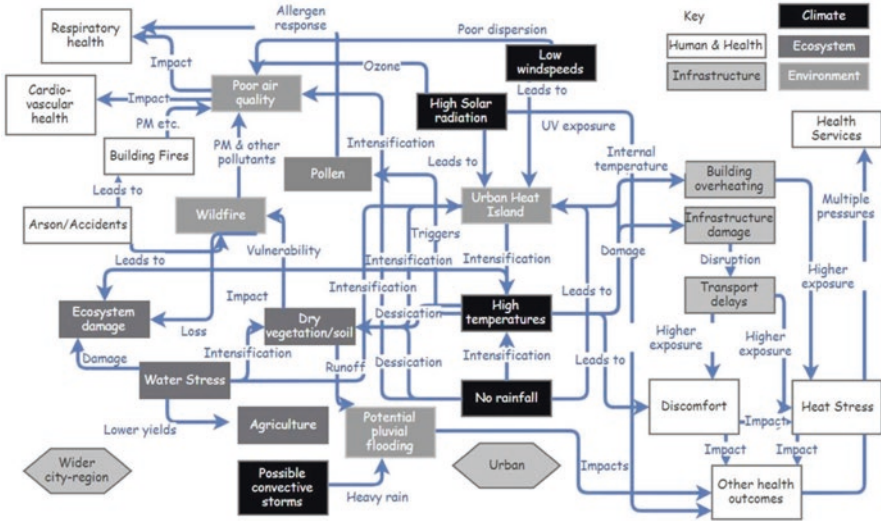 Respiratory
health
Allergen
response
Poor dispersion
Key
Climate
Human & Health
Ecosystem
Infrastructure
Environment
Ozone
Low
windspeeds
Impact
Poor air
quality
Cardio-
vascular health
Impact
High Solar
radiation
Leads to
UV exposure
Health
Services
PM etc.
PM & other
pollutants
Intensification
Building Fires
Pollen
Leads to
Internal
temperature
Building
overheating
Multiple
pressures
Leads to
Arson/Accidents
Wildfire
Urban Heat
Island
Infrastructure
damage
Vulnerability
Triggers
Damage
Disruption
Leads to
Intensification
Intensification
Intensification
Higher
exposure
Transport
delays
Impact
Leads to
Ecosystem
damage
Loss
Dry
vegetation/soil
Dessication
High
temperatures
Higher
exposure
Higher
exposure
Damage
Intensification
Runoff
Dessication
Intensification
Leads to
Water Stress
No rainfall
Discomfort
Heat Stress
Lower yields
Agriculture
Potential
pluvial
flooding
Impact
Impact
Impact
Wider
city-region
Urban
Impacts
Possible
convective
storms
Heavy rain
Other health
outcomes